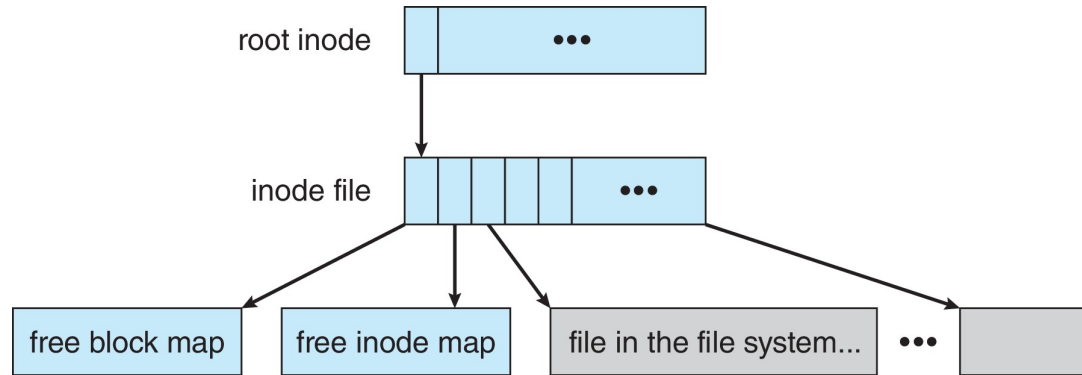 root inode
•••
inode file
•••
free block map
free inode map
file in the file system...
•••